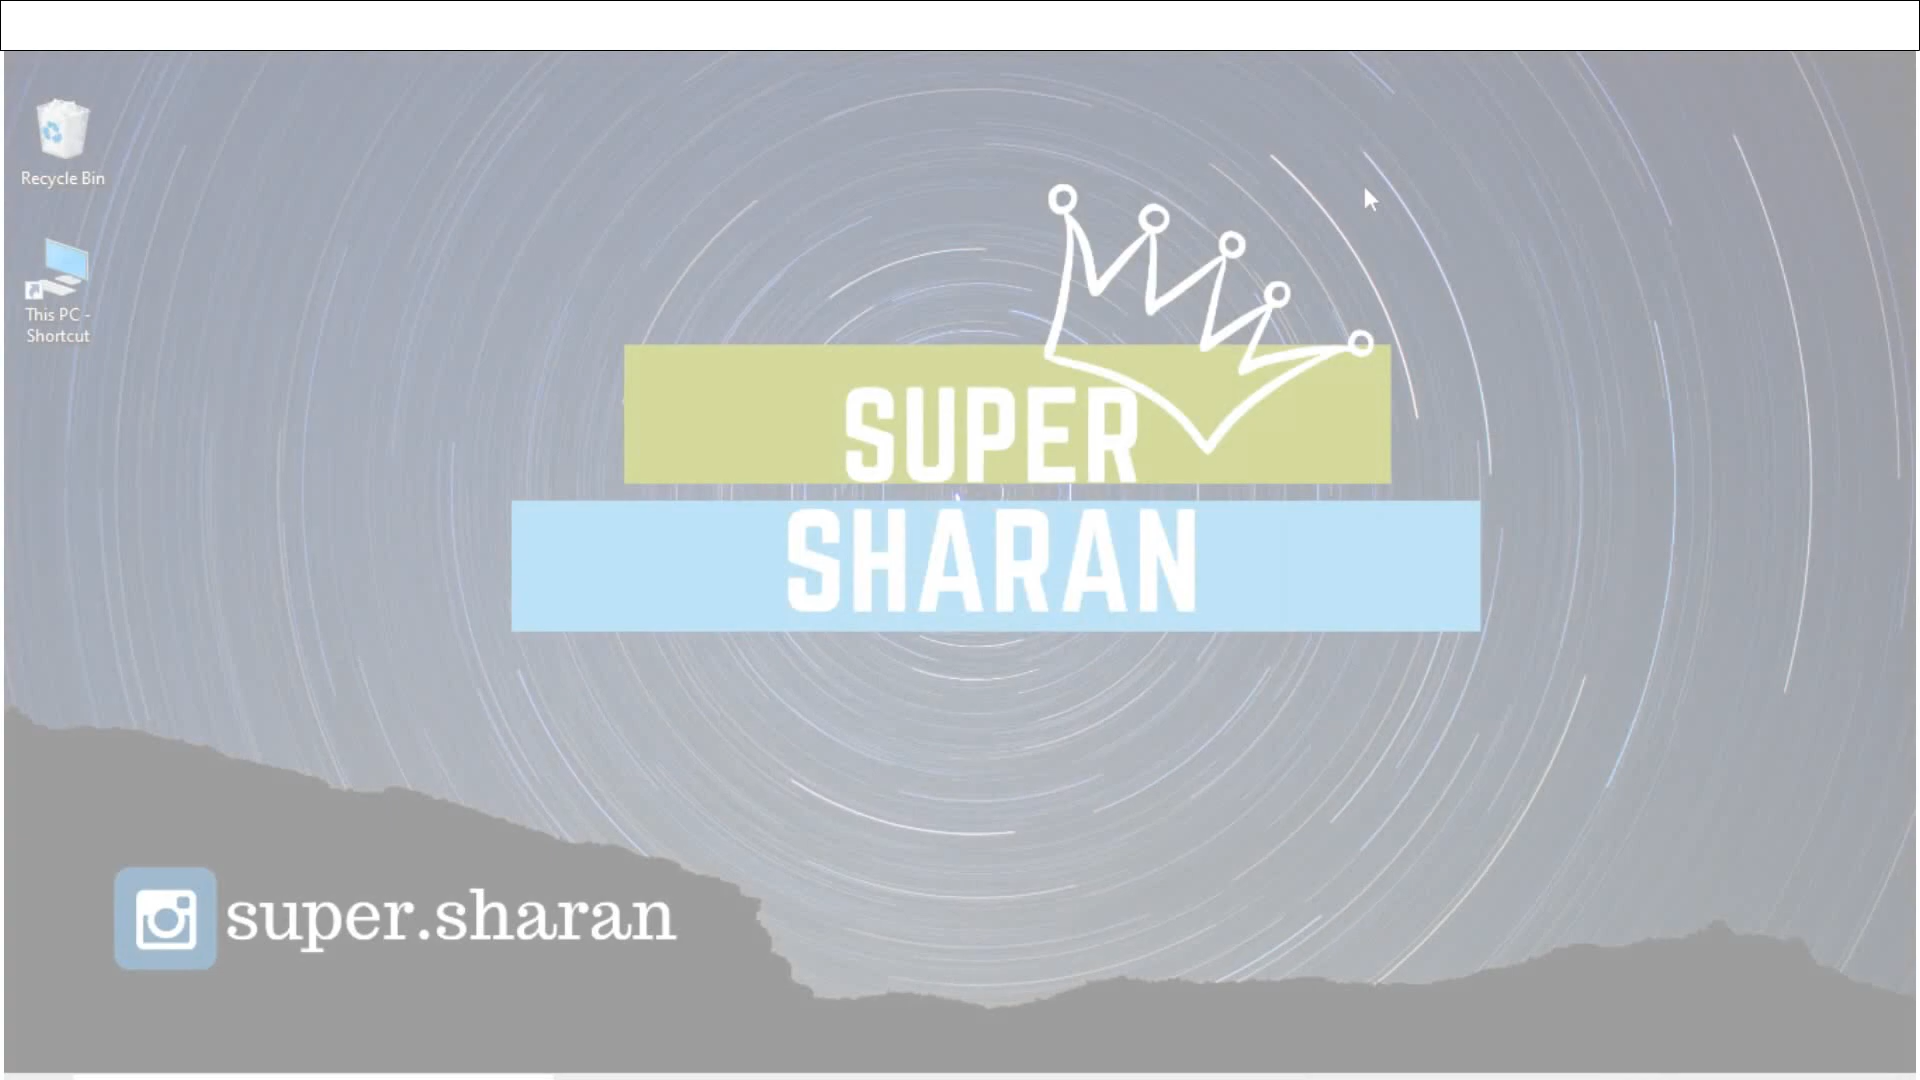 Recycle Bin
This PC -
Shortcut
SUPER
SHARAN
super.sharan